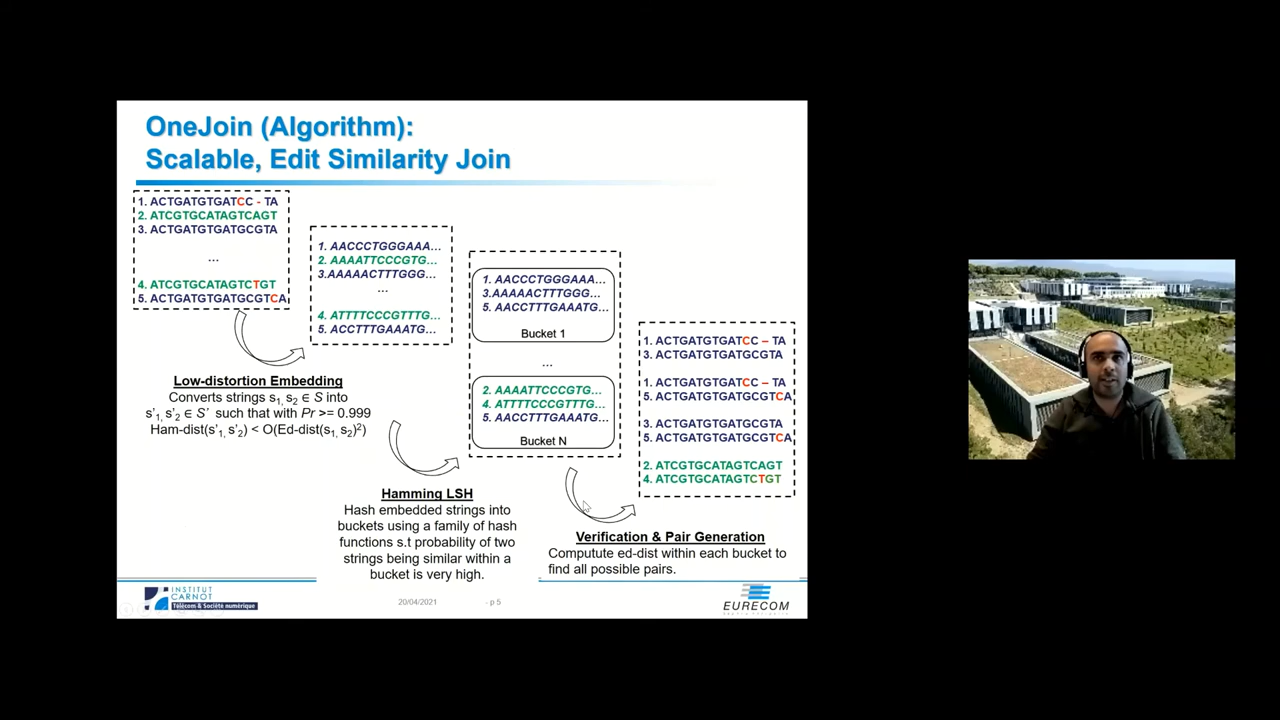 OneJoin (Algorithm):
Scalable, Edit Similarity Join
1. ACTGATGTGATCC - TA
2. ATCGTGCATAGTCAGT
3. ACTGATGTGATGCGTA
...
4. ATCGTGCATAGTCTGT
5. ACTGATGTGATGCGTCA
Low-distortion Embedding
Converts strings s1, s2 ∈ S into
s'1, s'2 ∈ S' such that with Pr >= 0.999
Ham-dist(s'1, s'2) < O(Ed-dist(s1, s2)²)
1. AACCCTGGGAAA...
2. AAAATTCCCGTG...
3.AAAAACTTTGGG...
...
4. ATTTTCCCGTTTG...
5. ACCTTTGAAATG...
Hamming LSH
Hash embedded strings into
buckets using a family of hash
functions s.t probability of two
strings being similar within a
bucket is very high.
1. AACCCTGGGAAA...
3.AAAAACTTTGGG...
5. AACCTTTGAAATG...
Bucket 1
...
2. AAAATTCCCGTG...
4. ATTTTCCCGTTTG...
5. AACCTTTGAAATG...
Bucket N
Verification & Pair Generation
Computute ed-dist within each bucket to
find all possible pairs.
1. ACTGATGTGATCC – TA
3. ACTGATGTGATGCGTA
1. ACTGATGTGATCC – TA
5. ACTGATGTGATGCGTCA
3. ACTGATGTGATGCGTA
5. ACTGATGTGATGCGTCA
2. ATCGTGCATAGTCAGT
4. ATCGTGCATAGTCTGT
INSTITUT
CARNOT
Télécom & Société numérique
20/04/2021
- p 5
EURECOM